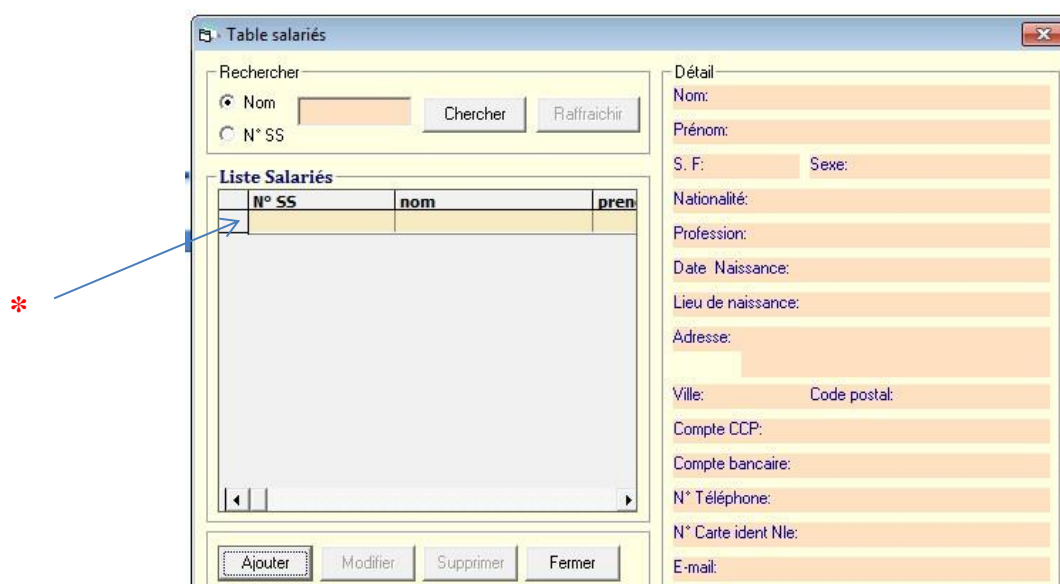 Table salariés
Rechercher
Nom
Chercher
Raffraichir
N° SS
Liste Salariés
N° SS nom pren
*
Ajouter Modifier Supprimer Fermer
Détail
Nom:
Prénom:
S. F: Sexe:
Nationalité:
Profession:
Date Naissance:
Lieu de naissance:
Adresse:
Ville: Code postal:
Compte CCP:
Compte bancaire:
N° Téléphone:
N° Carte ident Nle:
E-mail: